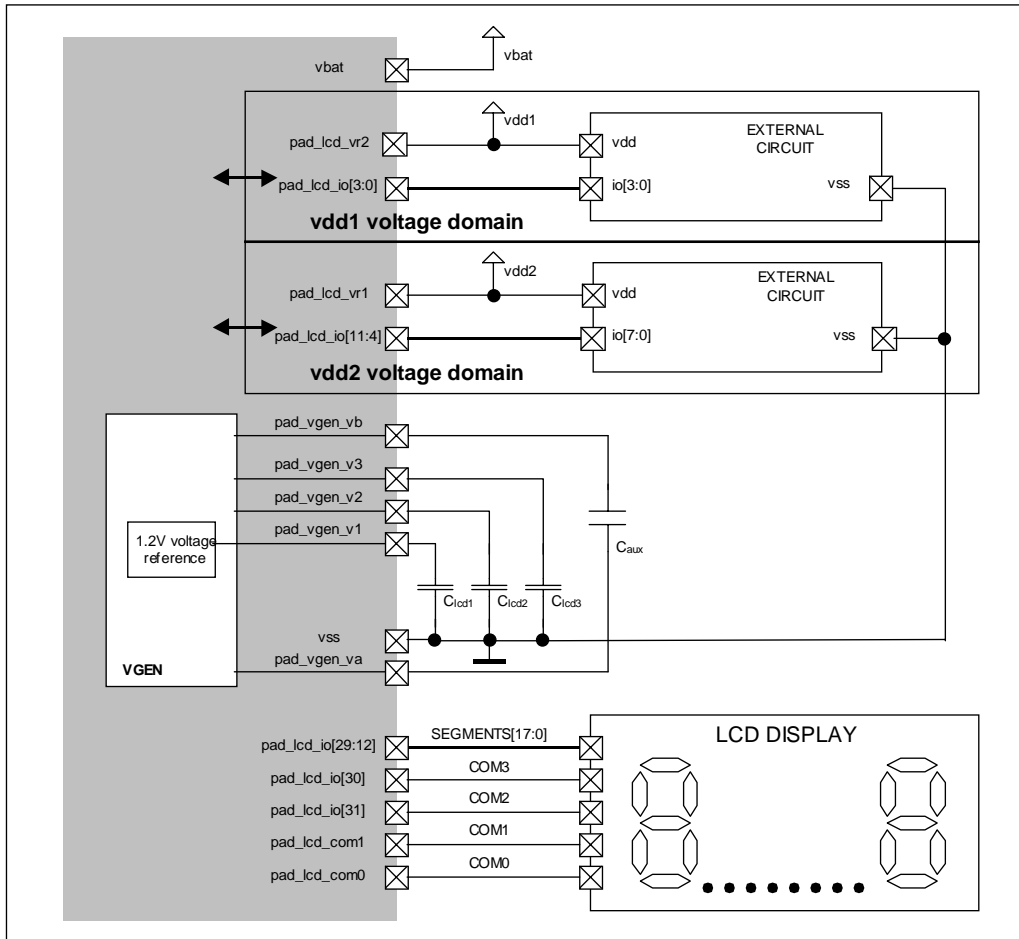 vbat
vbat
pad_lcd_vr2
vdd1
vdd
EXTERNAL
CIRCUIT
pad_lcd_io[3:0]
io[3:0]
vss
vdd1 voltage domain
pad_lcd_vr1
vdd2
vdd
EXTERNAL
CIRCUIT
pad_lcd_io[11:4]
io[7:0]
vss
vdd2 voltage domain
pad_vgen_vb
pad_vgen_v3
pad_vgen_v2
pad_vgen_v1
1.2V voltage
reference
Caux
Clcd1
Clcd2
Clcd3
vss
pad_vgen_va
VGEN
pad_lcd_io[29:12]
SEGMENTS[17:0]
LCD DISPLAY
pad_lcd_io[30]
COM3
pad_lcd_io[31]
COM2
pad_lcd_com1
COM1
pad_lcd_com0
COM0